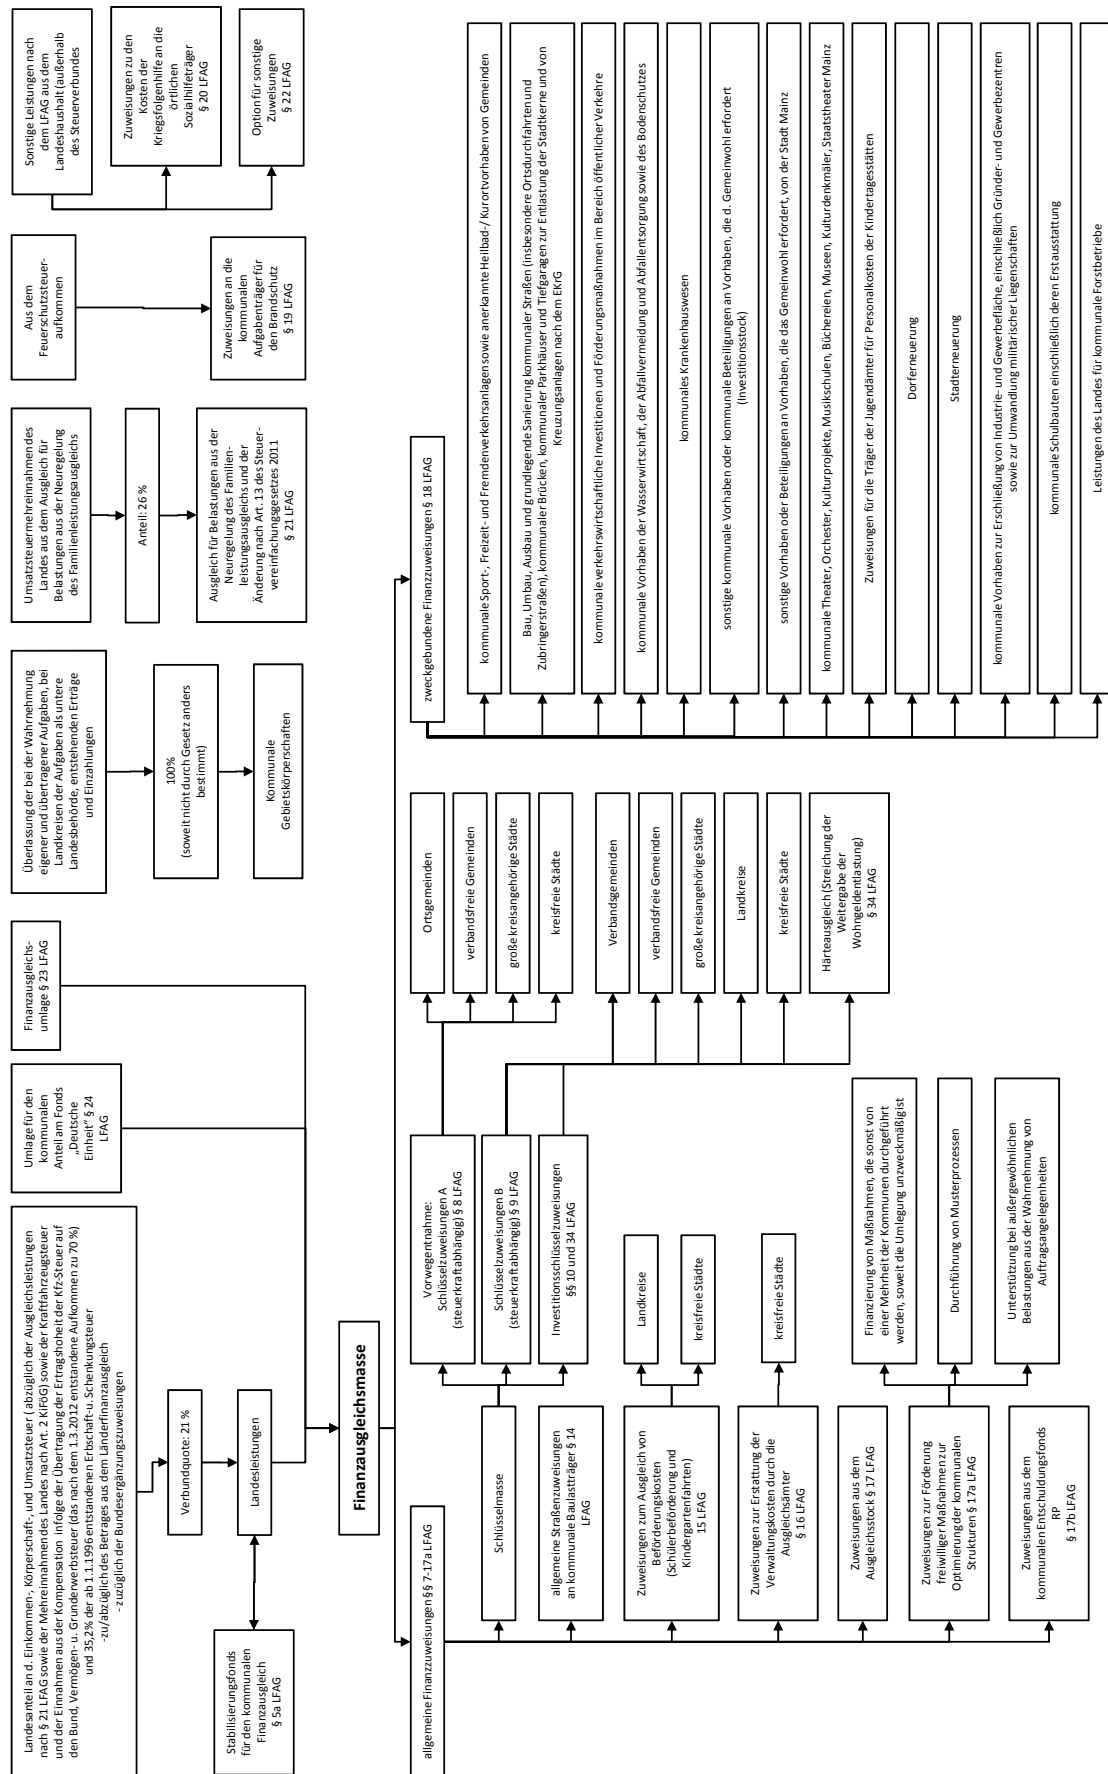 Landesanteil an d. Einkommen-, Körperschaft-, und Umsatzsteuer ( abzüglich der Ausgleichsleistungen
nach § 21 LFAG sowie der Mehreinnahmen des Landes nach Art. 2 KiFöG) sowie der Kraftfahrzeugsteuer
und der Einnahmen aus der Kompensation infolge der Übertragung der Ertragshoheit der Kfz-Steuer auf
den Bund, Vermögen- u. Grunderwerbsteuer (das nach dem 1.3.2012 entstandene Aufkommen zu 70 %)
und 35,2% der ab 1.1.1996 entstandenen Erbschaft- u. Schenkungsteuer
-zu/abzüglich des Betrages aus dem Länderfinanzausgleich
- zuzüglich der Bundesergänzungszuweisungen
Umlage für den
kommunalen
Anteil am Fonds
„Deutsche
Einheit“ § 24
LFAG
Finanzausgleichs-
umlage § 23 LFAG
Überlassung der bei der Wahrnehmung
eigener und übertragener Aufgaben, bei
Landkreisen der Aufgaben als untere
Landesbehörde, entstehenden Erträge
und Einzahlungen
Umsatzsteuermehreinnahmen des
Landes aus dem Ausgleich für
Belastungen aus der Neuregelung
des Familienleistungsausgleichs
Aus dem
Feuerschutzsteuer-
aufkommen
Sonstige Leistungen nach
dem LFAG aus dem
Landeshaushalt (außerhalb
des Steuerverbundes
Verbundquote: 21 %
100%
(soweit nicht durch Gesetz anders
bestimmt)
Anteil: 26 %
Zuweisungen zu den
Kosten der
Kriegsfolgenhilfe an die
örtlichen
Sozialhilfeträger
§ 20 LFAG
Stabilisierungsfonds
für den kommunalen
Finanzausgleich
§ 5a LFAG
Landesleistungen
Kommunale
Gebietskörperschaften
Ausgleich für Belastungen aus der
Neuregelung des Familien-
leistungsausgleichs und der
Änderung nach Art. 13 des Steuer-
vereinfachungsgesetzes 2011
§ 21 LFAG
Zuweisungen an die
kommunalen
Aufgabenträger für
den Brandschutz
§ 19 LFAG
Option für sonstige
Zuweisungen
§ 22 LFAG
Finanzausgleichsmasse
allgemeine Finanzzuweisungen §§ 7-17a LFAG
zweckgebundene Finanzzuweisungen § 18 LFAG
Schlüsselmasse
allgemeine Straßenzuweisungen
an kommunale Baulastträger § 14
LFAG
Zuweisungen zum Ausgleich von
Beförderungskosten
(Schülerbeförderung und
Kindergartenfahrten)
15 LFAG
Zuweisungen zur Erstattung der
Verwaltungskosten durch die
Ausgleichsämter
§ 16 LFAG
Zuweisungen aus dem
Ausgleichsstock § 17 LFAG
Zuweisungen zur Förderung
freiwilliger Maßnahmen zur
Optimierung der kommunalen
Strukturen § 17a LFAG
Zuweisungen aus dem
kommunalen Entschuldungsfonds
RP
§ 17b LFAG
Vorwegentnahme:
Schlüsselzuweisungen A
(steuerkraftabhängig) § 8 LFAG
Schlüsselzuweisungen B
(steuerkraftabhängig) § 9 LFAG
Investitionsschlüsselzuweisungen
§§ 10 und 34 LFAG
Landkreise
kreisfreie Städte
kreisfreie Städte
Finanzierung von Maßnahmen, die sonst von
einer Mehrheit der Kommunen durchgeführt
werden, soweit die Umlegung unzweckmäßig ist
Durchführung von Musterprozessen
Unterstützung bei außergewöhnlichen
Belastungen aus der Wahrnehmung von
Auftragsangelegenheiten
Ortsgemeinden
verbandsfreie Gemeinden
große kreisangehörige Städte
kreisfreie Städte
Verbandsgemeinden
verbandsfreie Gemeinden
große kreisangehörige Städte
Landkreise
kreisfreie Städte
Härteausgleich (Streichung der
Weitergabe der
Wohngeldentlastung)
§ 34 LFAG
kommunale Sport-, Freizeit- und Fremdenverkehrsanlagen sowie anerkannte Heilbad-/ Kurortvorhaben von Gemeinden
Bau, Umbau, Ausbau und grundlegende Sanierung kommunaler Straßen (insbesondere Ortsdurchfahrten und
Zubringerstraßen), kommunaler Brücken, kommunaler Parkhäuser und Tiefgaragen zur Entlastung der Stadtkerne und von
Kreuzungsanlagen nach dem EKrG
kommunale verkehrswirtschaftliche Investitionen und Förderungsmaßnahmen im Bereich öffentlicher Verkehre
kommunale Vorhaben der Wasserwirtschaft, der Abfallvermeidung und Abfallentsorgung sowie des Bodenschutzes
kommunales Krankenhauswesen
sonstige kommunale Vorhaben oder kommunale Beteiligungen an Vorhaben, die d. Gemeinwohl erfordert
(Investitionsstock)
sonstige Vorhaben oder Beteiligungen an Vorhaben, die das Gemeinwohl erfordert, von der Stadt Mainz
kommunale Theater, Orchester, Kulturprojekte, Musikschulen, Büchereien, Museen, Kulturdenkmäler, Staatstheater Mainz
Zuweisungen für die Träger der Jugendämter für Personalkosten der Kindertagesstätten
Dorferneuerung
Stadterneuerung
kommunale Vorhaben zur Erschließung von Industrie- und Gewerbefläche, einschließlich Gründer- und Gewerbezentren
sowie zur Umwandlung militärischer Liegenschaften
kommunale Schulbauten einschließlich deren Erstausstattung
Leistungen des Landes für kommunale Forstbetriebe